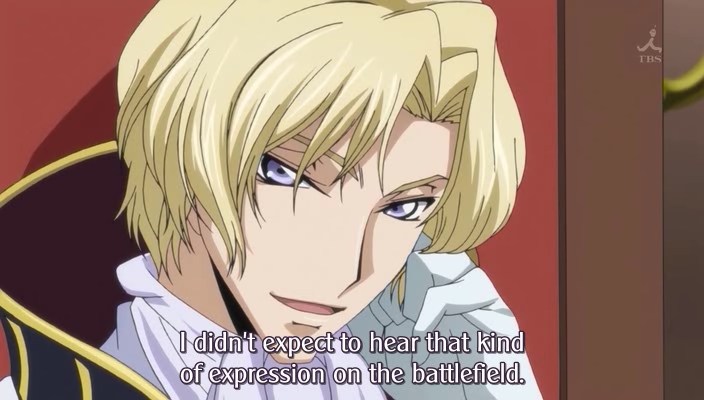 TBS
I didn't expect to hear that kind
of expression on the battlefield.